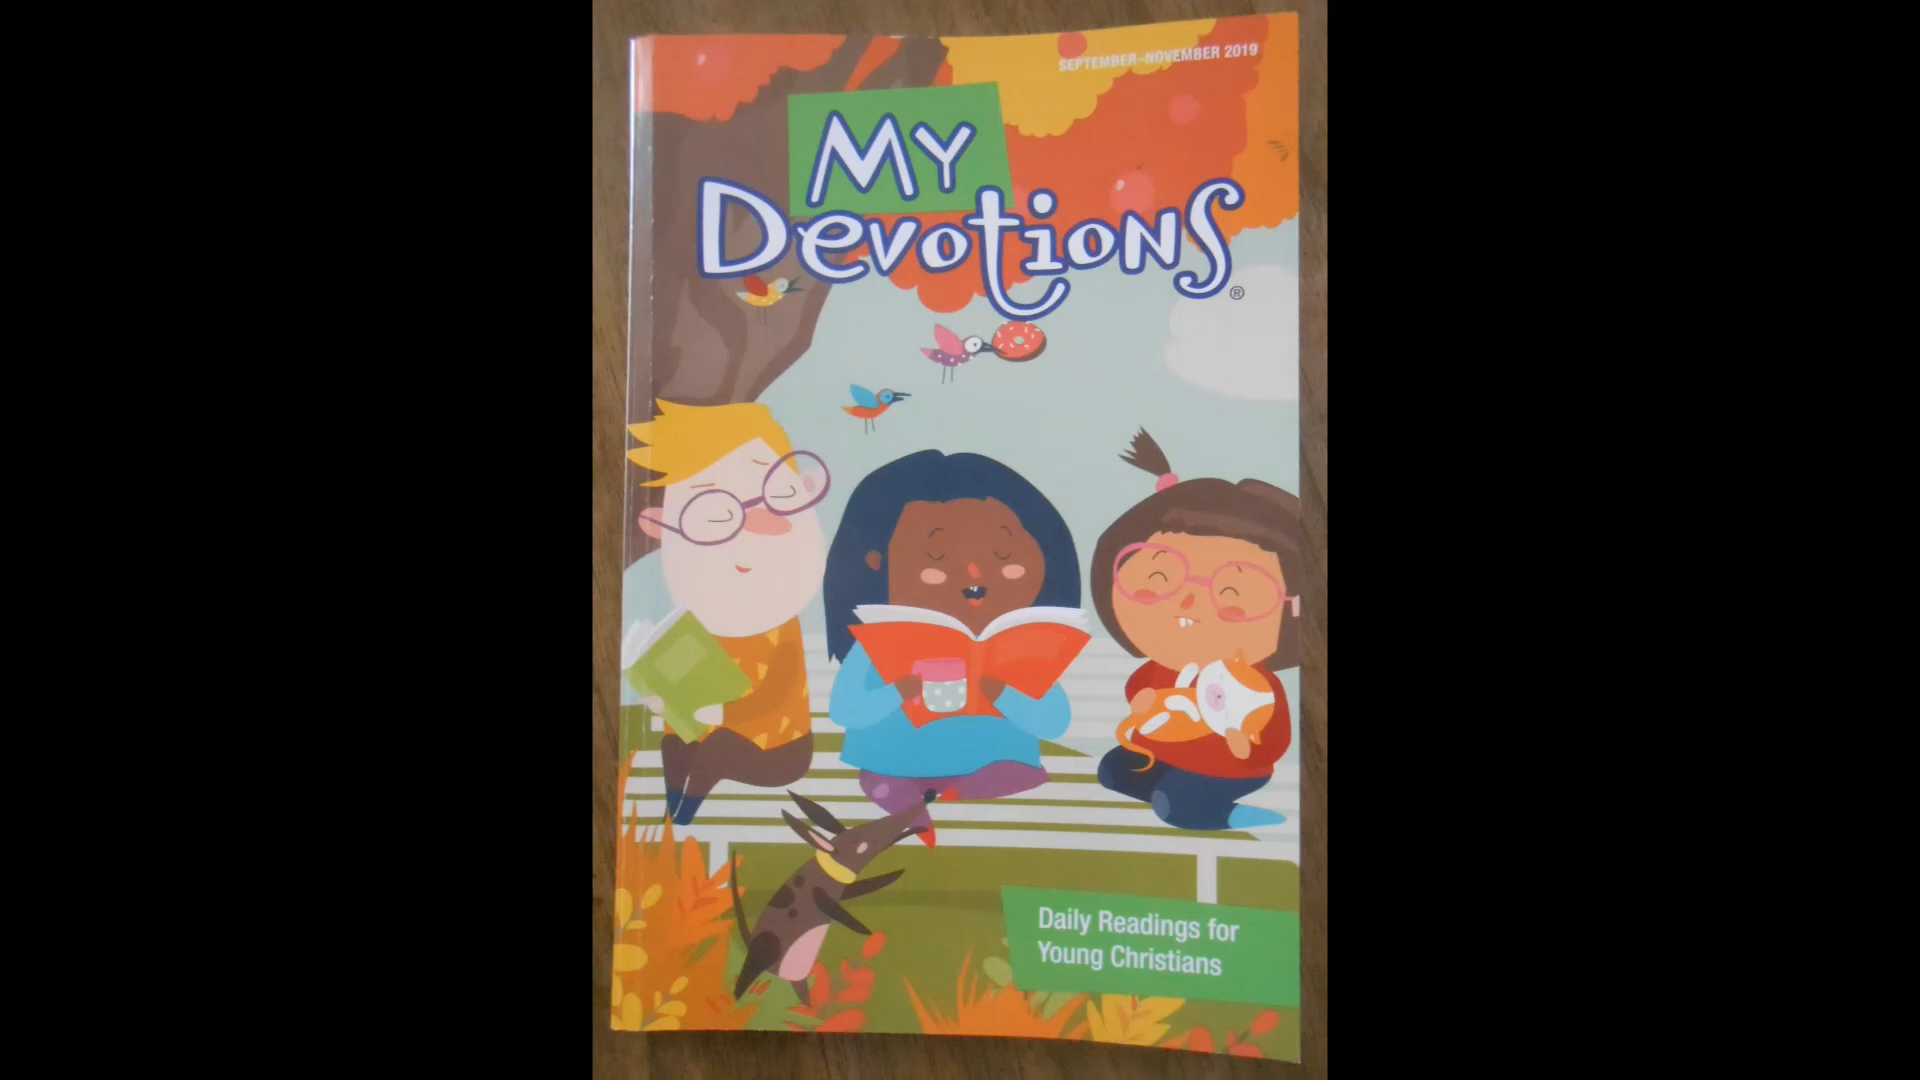 SEPTEMBER–NOVEMBER 2019
MY
Devotions®
Daily Readings for
Young Christians